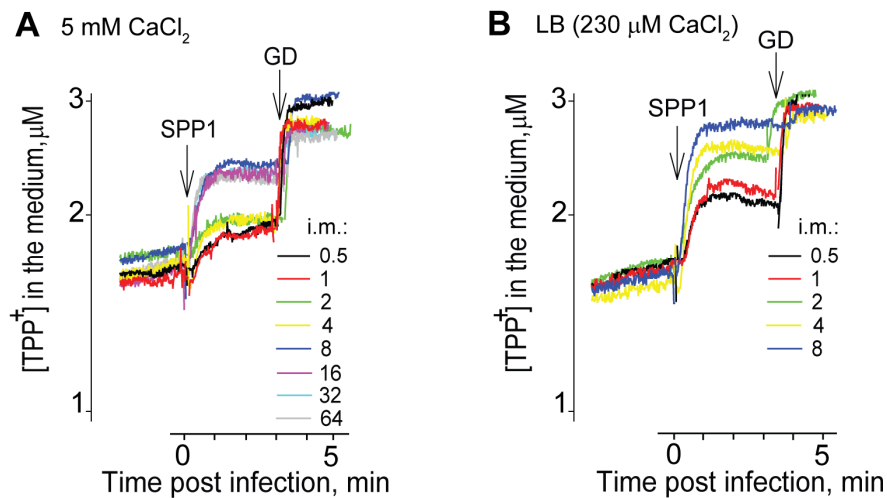 A 5 mM CaCl₂
GD
SPP1
3
2
1
[TPP⁺] in the medium, μM
i.m.:
0.5
1
2
4
8
16
32
64
0 5
Time post infection, min
B LB (230 μM CaCl₂)
GD
SPP1
3
2
1
[TPP⁺] in the medium, μM
i.m.:
0.5
1
2
4
8
0 5
Time post infection, min